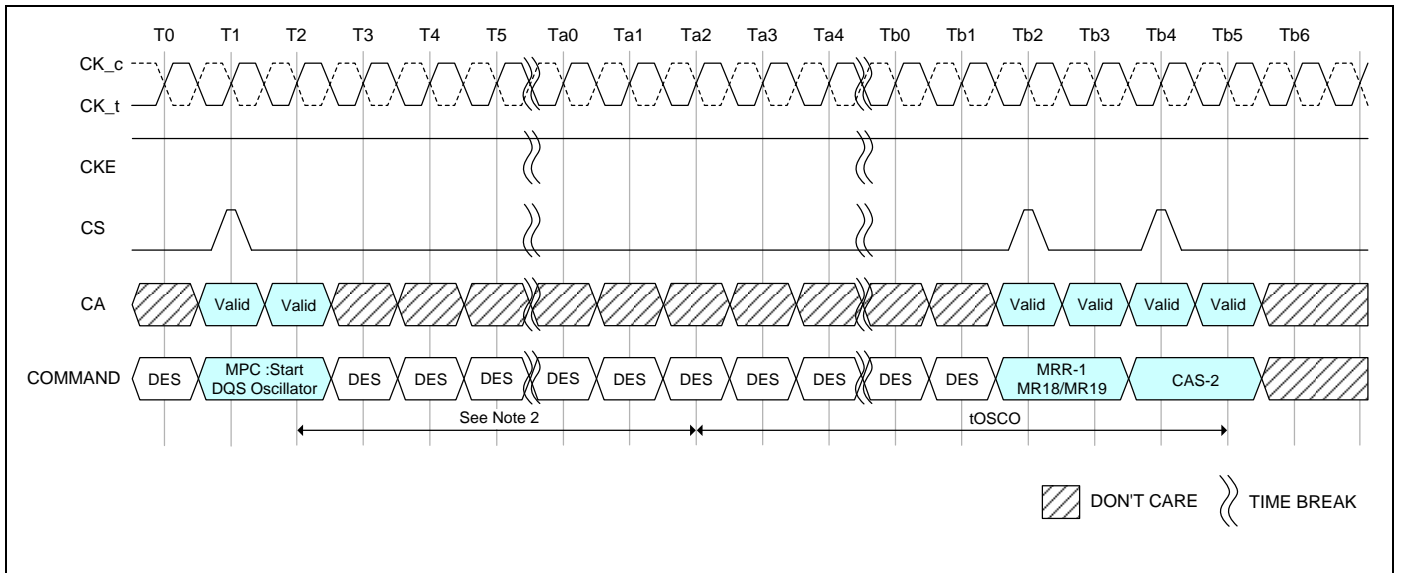 T0 T1 T2 T3 T4 T5 Ta0 Ta1 Ta2 Ta3 Ta4 Tb0 Tb1 Tb2 Tb3 Tb4 Tb5 Tb6
CK_c
CK_t
CKE
CS
CA Valid Valid Valid Valid Valid Valid
COMMAND DES MPC :Start DQS Oscillator DES DES DES DES DES DES DES DES DES DES MRR-1 MR18/MR19 CAS-2
See Note 2 tOSCO
DON'T CARE TIME BREAK